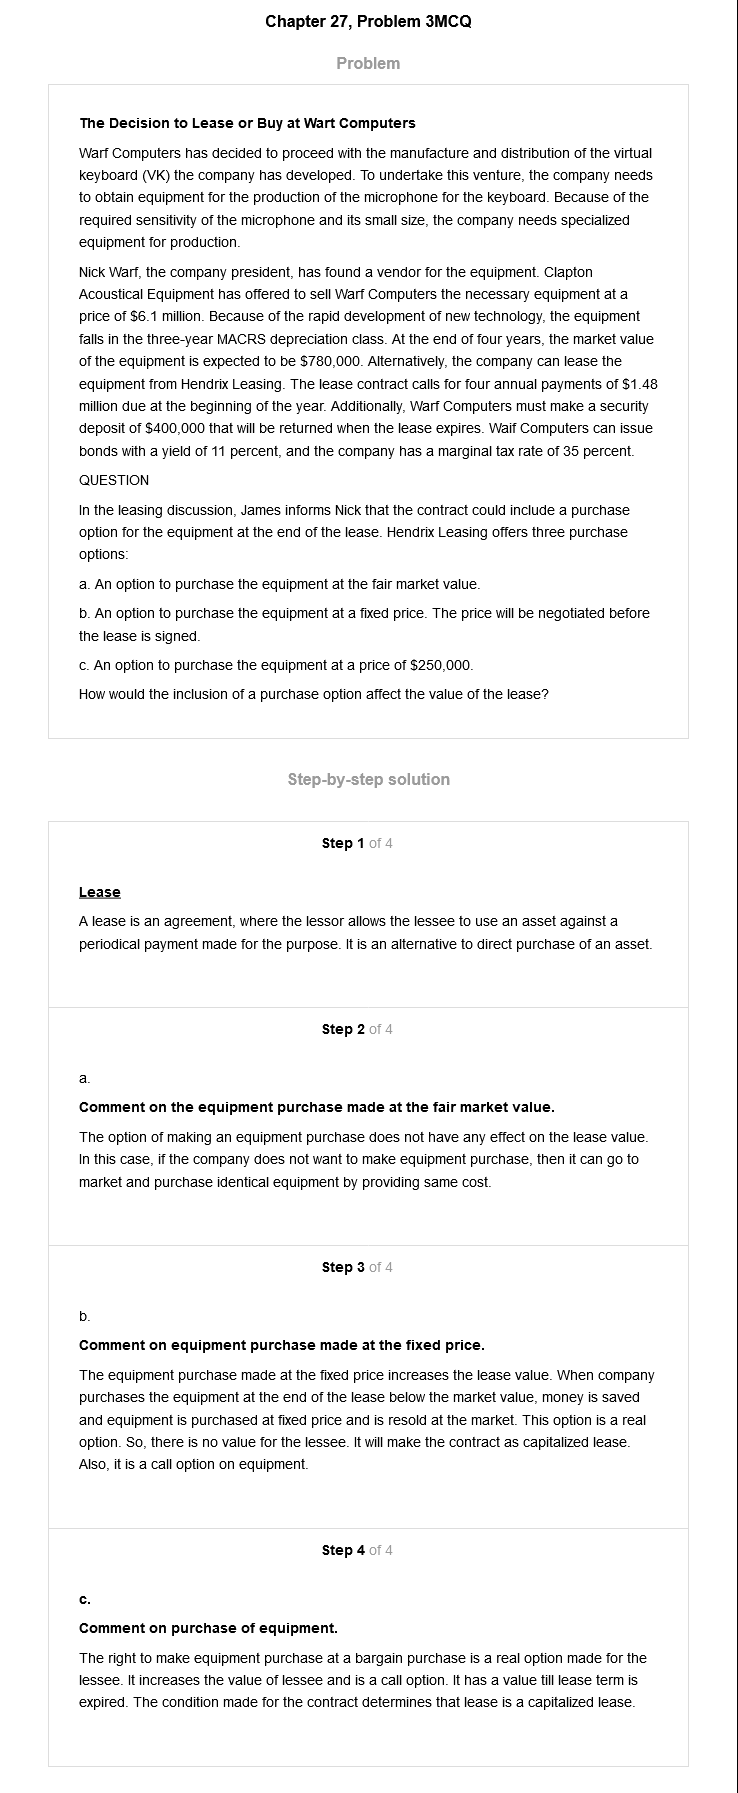 Chapter 27, Problem 3MCQ
Problem
The Decision to Lease or Buy at Wart Computers
Warf Computers has decided to proceed with the manufacture and distribution of the virtual
keyboard (VK) the company has developed. To undertake this venture, the company needs
to obtain equipment for the production of the microphone for the keyboard. Because of the
required sensitivity of the microphone and its small size, the company needs specialized
equipment for production.
Nick Warf, the company president, has found a vendor for the equipment. Clapton
Acoustical Equipment has offered to sell Warf Computers the necessary equipment at a
price of $6.1 million. Because of the rapid development of new technology, the equipment
falls in the three-year MACRS depreciation class. At the end of four years, the market value
of the equipment is expected to be $780,000. Alternatively, the company can lease the
equipment from Hendrix Leasing. The lease contract calls for four annual payments of $1.48
million due at the beginning of the year. Additionally, Warf Computers must make a security
deposit of $400,000 that will be returned when the lease expires. Waif Computers can issue
bonds with a yield of 11 percent, and the company has a marginal tax rate of 35 percent.
QUESTION
In the leasing discussion, James informs Nick that the contract could include a purchase
option for the equipment at the end of the lease. Hendrix Leasing offers three purchase
options:
a. An option to purchase the equipment at the fair market value.
b. An option to purchase the equipment at a fixed price. The price will be negotiated before
the lease is signed.
c. An option to purchase the equipment at a price of $250,000.
How would the inclusion of a purchase option affect the value of the lease?
Step-by-step solution
Step 1 of 4
Lease
A lease is an agreement, where the lessor allows the lessee to use an asset against a
periodical payment made for the purpose. It is an alternative to direct purchase of an asset.
Step 2 of 4
a.
Comment on the equipment purchase made at the fair market value.
The option of making an equipment purchase does not have any effect on the lease value.
In this case, if the company does not want to make equipment purchase, then it can go to
market and purchase identical equipment by providing same cost.
Step 3 of 4
b.
Comment on equipment purchase made at the fixed price.
The equipment purchase made at the fixed price increases the lease value. When company
purchases the equipment at the end of the lease below the market value, money is saved
and equipment is purchased at fixed price and is resold at the market. This option is a real
option. So, there is no value for the lessee. It will make the contract as capitalized lease.
Also, it is a call option on equipment.
Step 4 of 4
c.
Comment on purchase of equipment.
The right to make equipment purchase at a bargain purchase is a real option made for the
lessee. It increases the value of lessee and is a call option. It has a value till lease term is
expired. The condition made for the contract determines that lease is a capitalized lease.